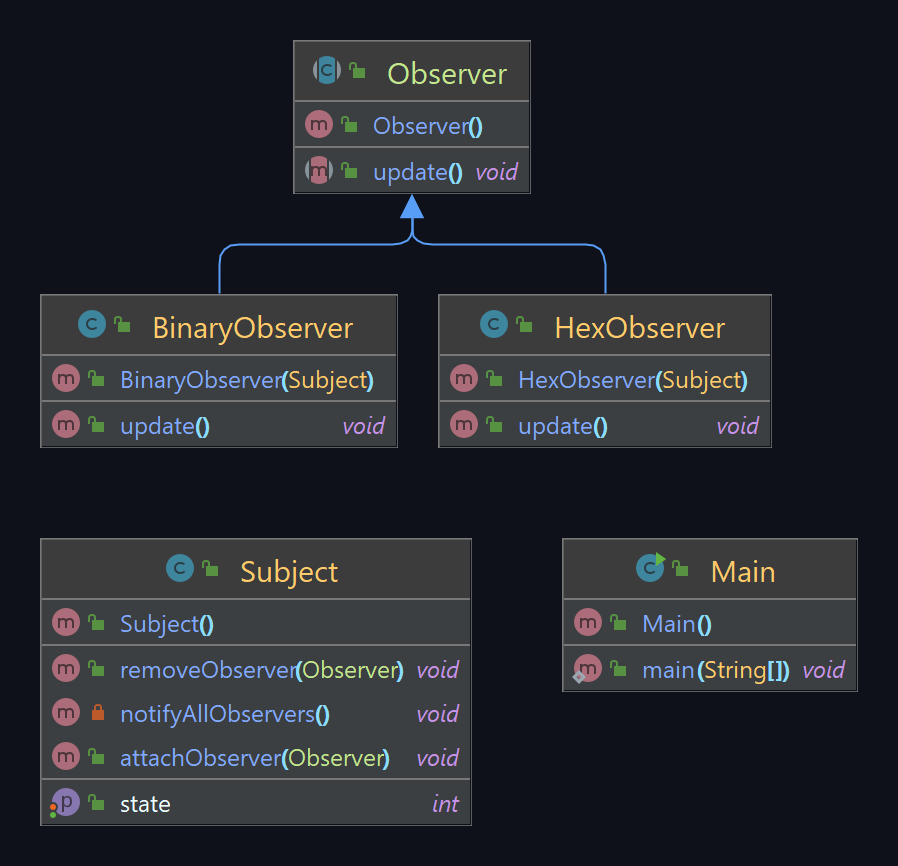 Observer
Observer()
update() void
BinaryObserver
BinaryObserver(Subject)
update() void
HexObserver
HexObserver(Subject)
update() void
Subject
Subject()
removeObserver(Observer) void
notifyAllObservers() void
attachObserver(Observer) void
state int
Main
Main()
main(String[]) void